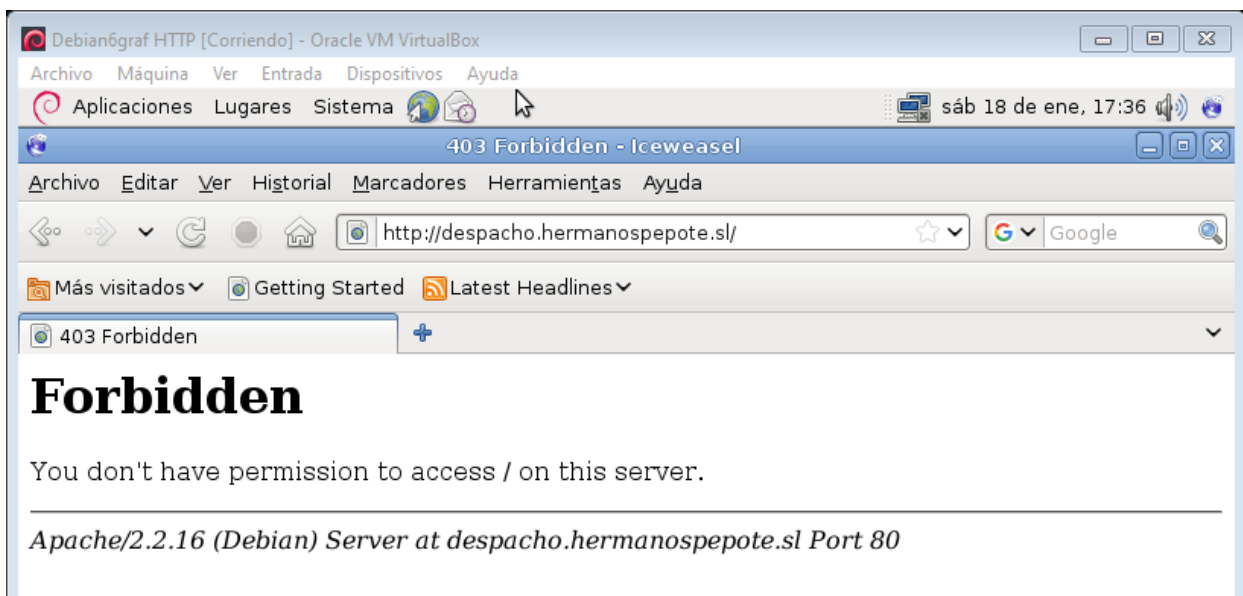 Debian6graf HTTP [Corriendo] - Oracle VM VirtualBox
Archivo Máquina Ver Entrada Dispositivos Ayuda
Aplicaciones Lugares Sistema sáb 18 de ene, 17:36
403 Forbidden - Iceweasel
Archivo Editar Ver Historial Marcadores Herramientas Ayuda
http://despacho.hermanospepote.sl/ G Google
Más visitados Getting Started Latest Headlines
403 Forbidden
Forbidden
You don't have permission to access / on this server.
Apache/2.2.16 (Debian) Server at despacho.hermanospepote.sl Port 80